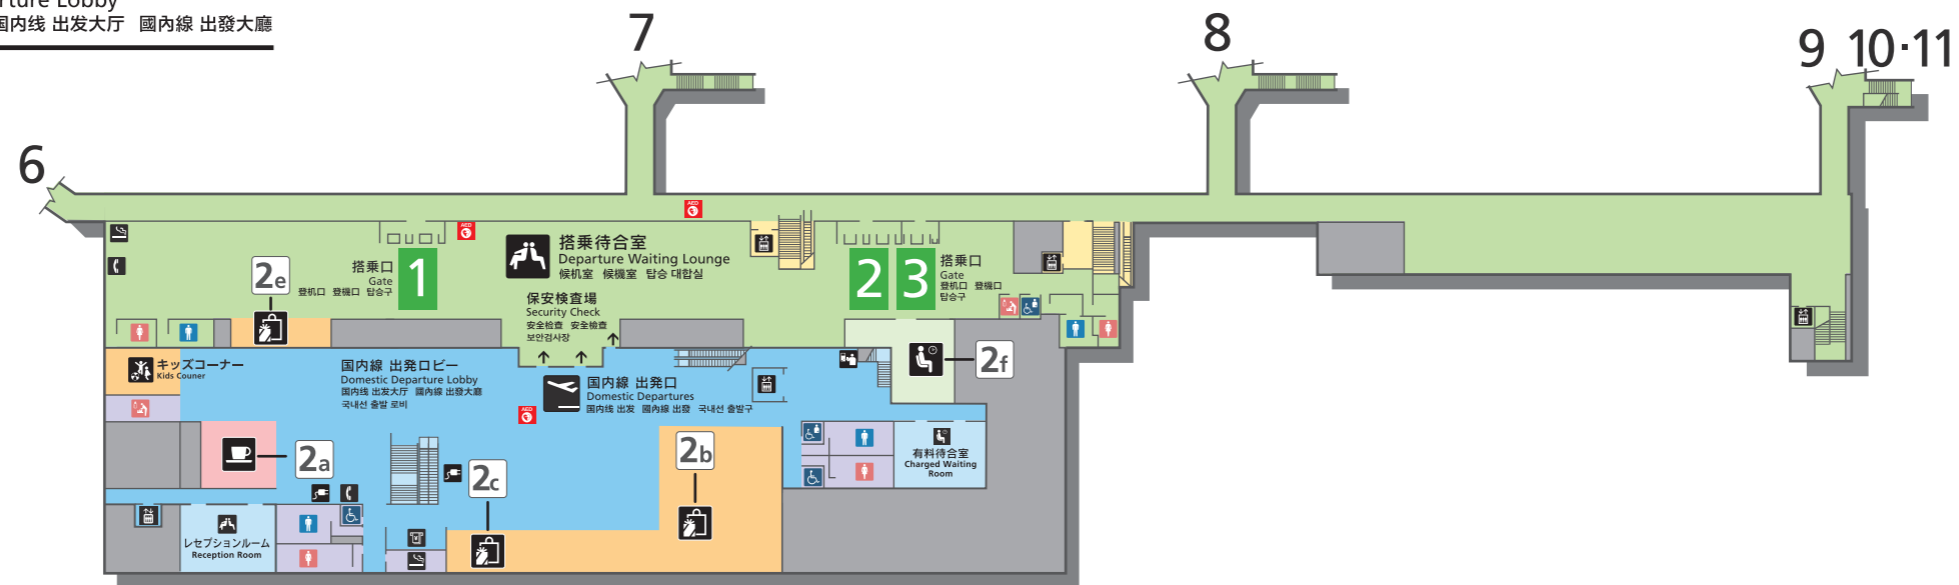 rture Lobby
国内线 出发大厅 國內線 出發大廳
7
8
9 10·11
6
AED
AED
搭乗待合室
Departure Waiting Lounge
候机室 候機室 탑승 대합실
搭乗口
Gate
登机口 登機口 탑승구
1
2
3
搭乗口
Gate
登机口 登機口
탑승구
2e
保安検査場
Security Check
安全检查 安全檢查
보안검사장
キッズコーナー
Kids Couner
国内線 出発ロビー
Domestic Departure Lobby
国内线 出发大厅 國內線 出發大廳
국내선 출발 로비
国内線 出発口
Domestic Departures
国内线 出发 國內線 出發 국내선 출발구
AED
2f
2a
2b
2c
有料待合室
Charged Waiting
Room
レセプションルーム
Reception Room